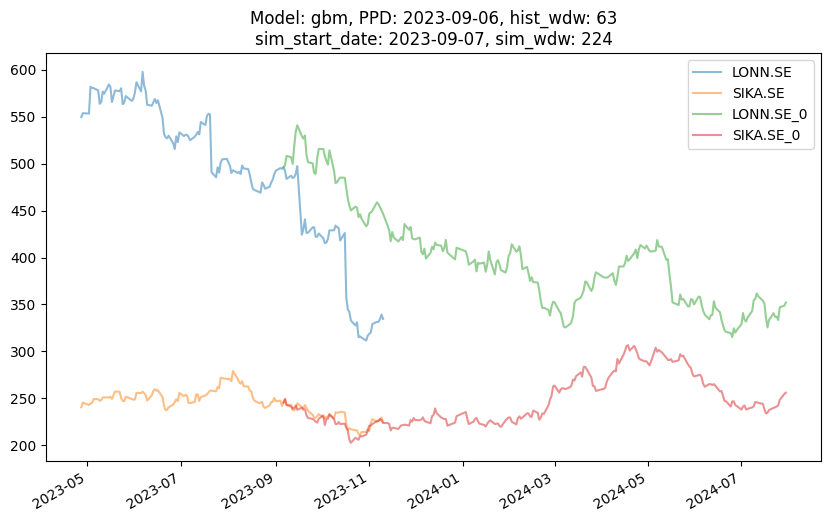 Model: gbm, PPD: 2023-09-06, hist_wdw: 63
sim_start_date: 2023-09-07, sim_wdw: 224
LONN.SE
SIKA.SE
LONN.SE_0
SIKA.SE_0
600
550
500
450
400
350
300
250
200
2023-05
2023-07
2023-09
2023-11
2024-01
2024-03
2024-05
2024-07